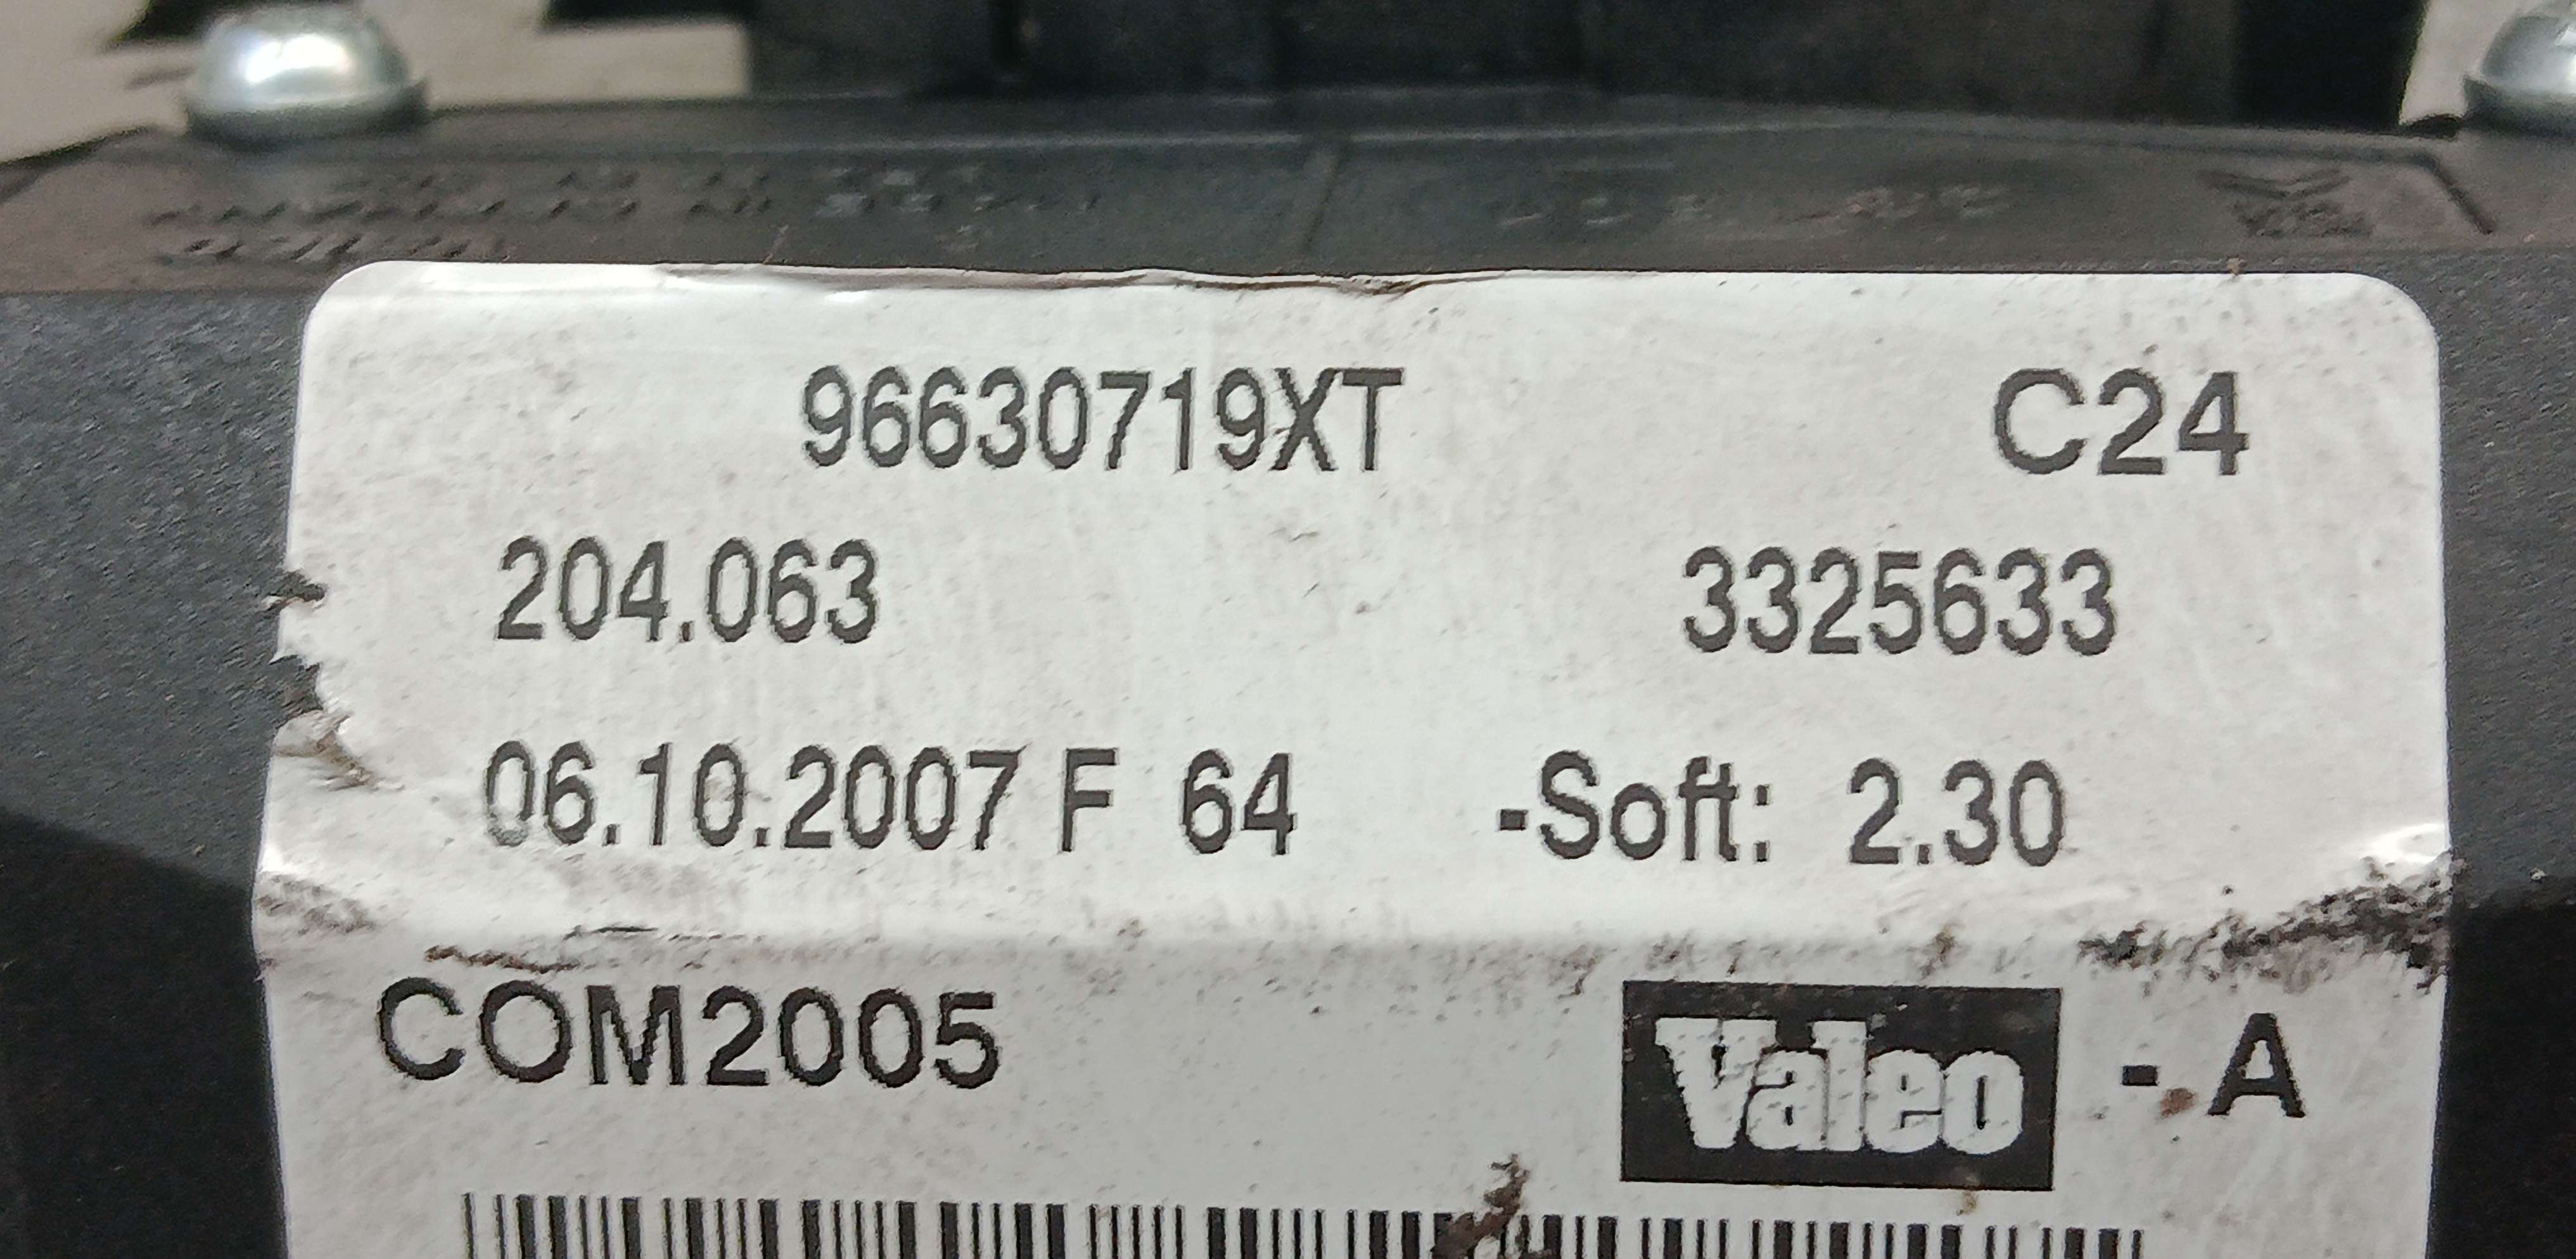 96630719XT C24
204.063 3325633
06.10.2007 F 64 -Soft: 2.30
COM2005 Valeo - A